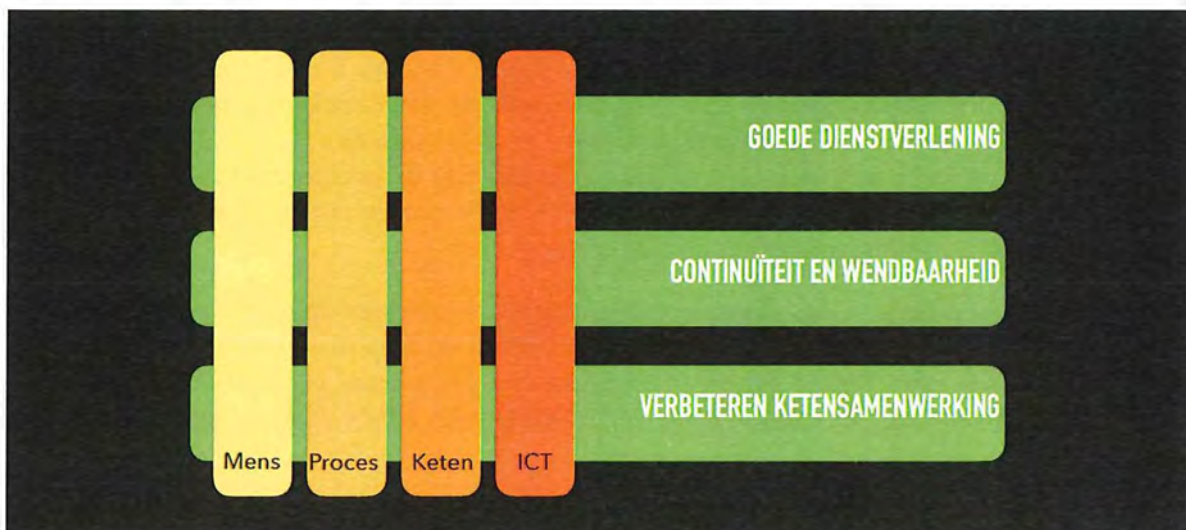 GOEDE DIENSTVERLENING
CONTINUÏTEIT EN WENDBAARHEID
VERBETEREN KETENSAMENWERKING
Mens Proces Keten ICT